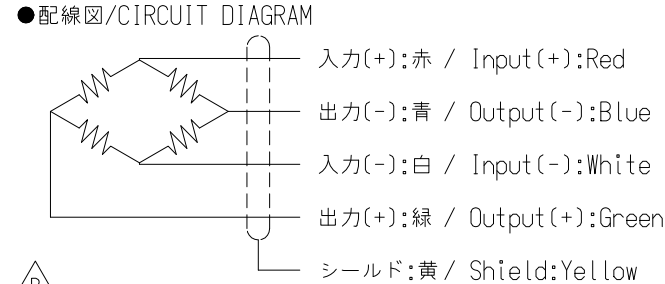 ●配線図/CIRCUIT DIAGRAM
入力(+):赤 / Input(+):Red
出力(-):青 / Output(-):Blue
入力(-):白 / Input(-):White
出力(+):緑 / Output(+):Green
シールド:黄 / Shield:Yellow